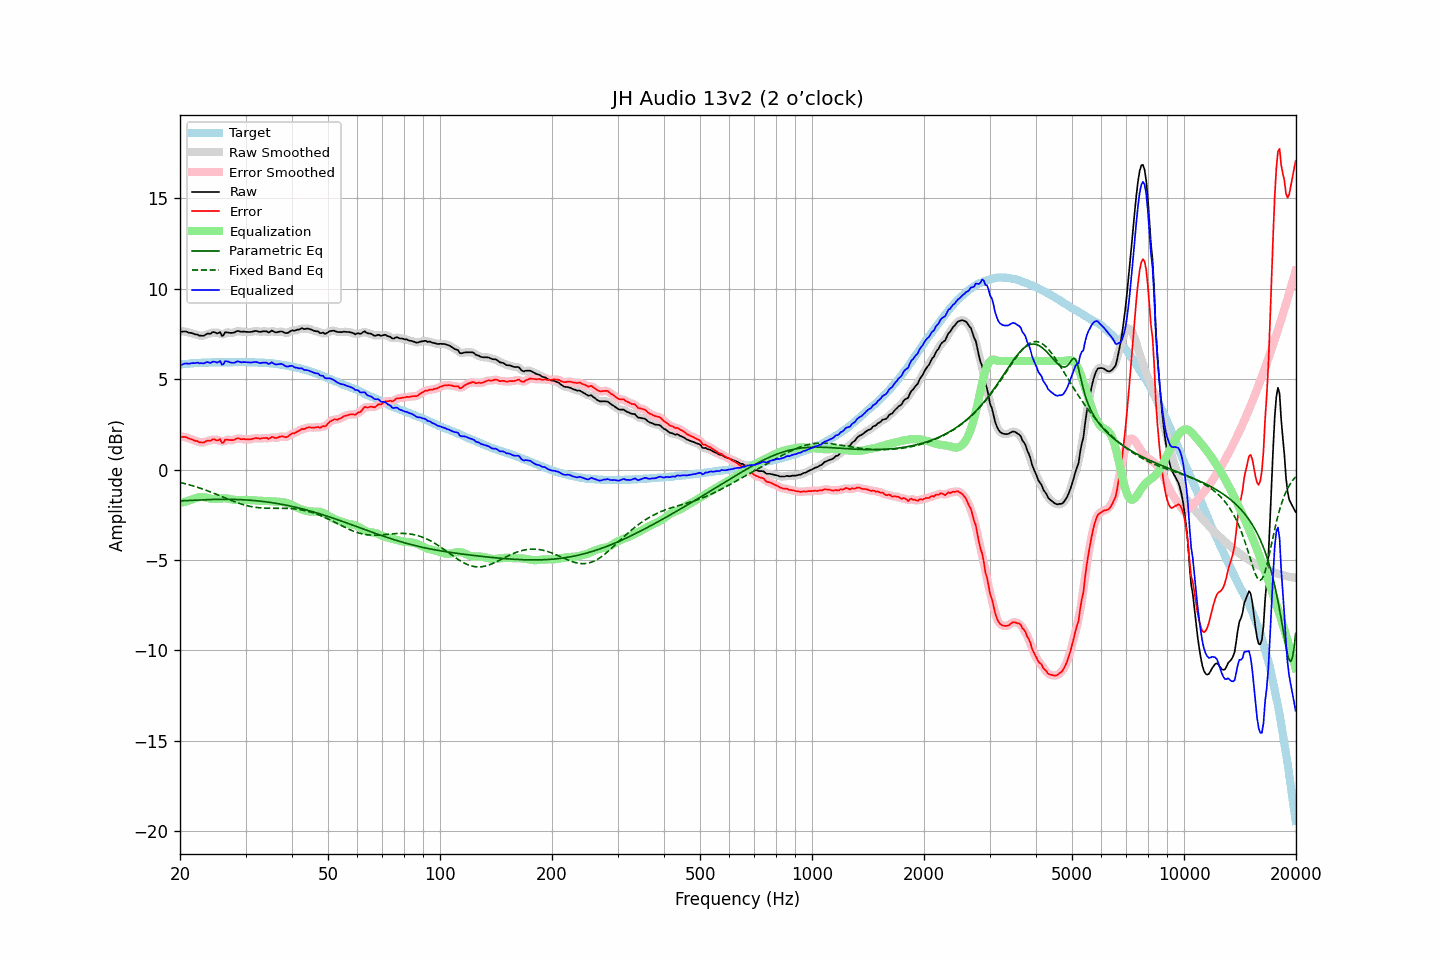 JH Audio 13v2 (2 o’clock)
Target
Raw Smoothed
Error Smoothed
Raw
Error
Equalization
Parametric Eq
Fixed Band Eq
Equalized
Amplitude (dBr)
15
10
5
0
−5
−10
−15
−20
20 50 100 200 500 1000 2000 5000 10000 20000
Frequency (Hz)